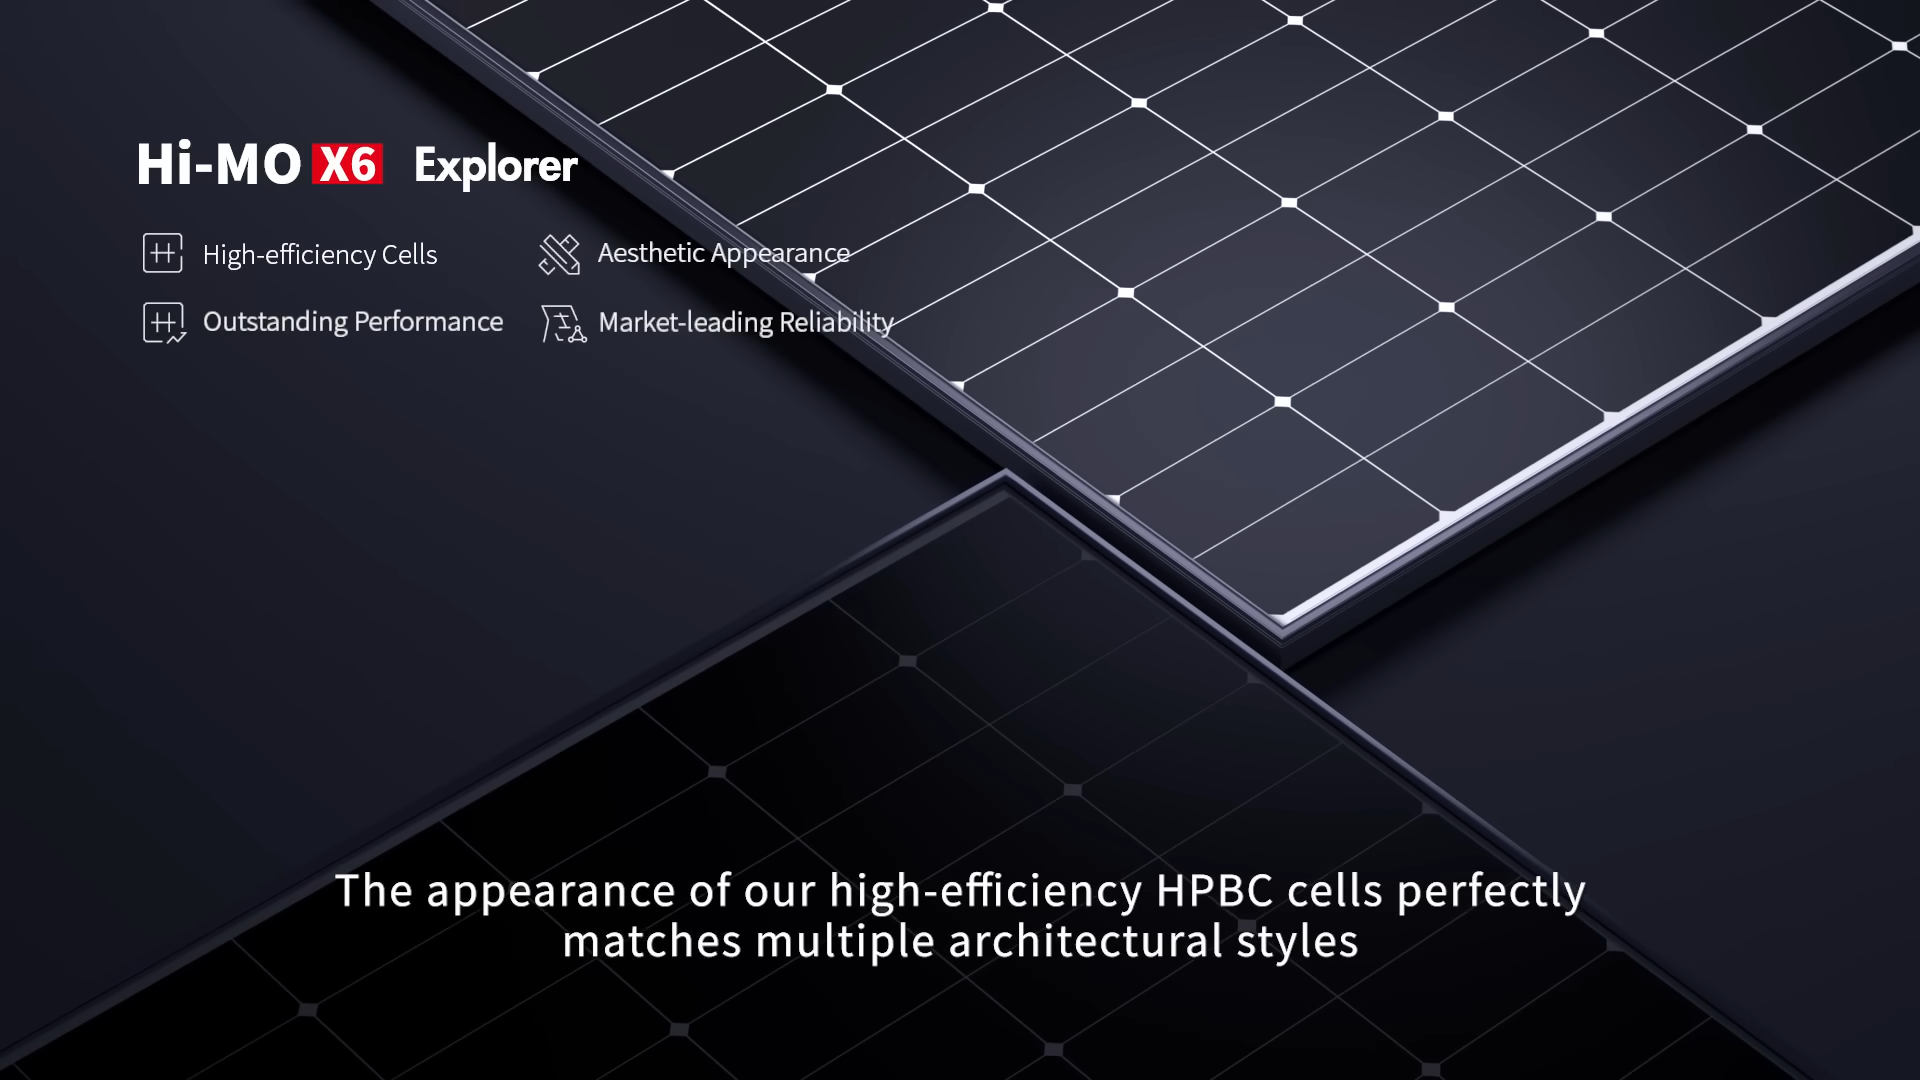 Hi-MO X6 Explorer
High-efficiency Cells
Aesthetic Appearance
Outstanding Performance
Market-leading Reliability
The appearance of our high-efficiency HPBC cells perfectly
matches multiple architectural styles